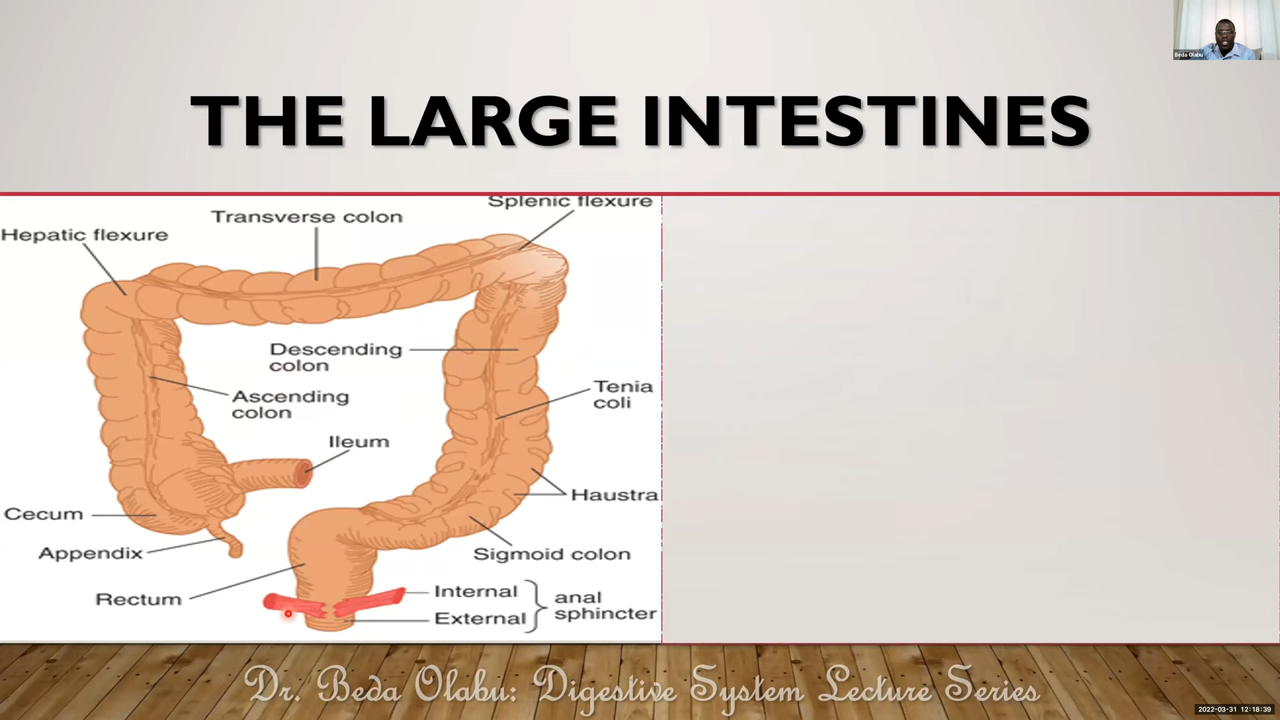 Beda Olabu
THE LARGE INTESTINES
Splenic flexure
Transverse colon
Hepatic flexure
Descending
colon
Tenia
coli
Ascending
colon
Ileum
Haustra
Cecum
Appendix
Sigmoid colon
Rectum
Internal
External
anal
sphincter
Dr. Beda Olabu: Digestive System Lecture Series
2022-03-31 12:18:39